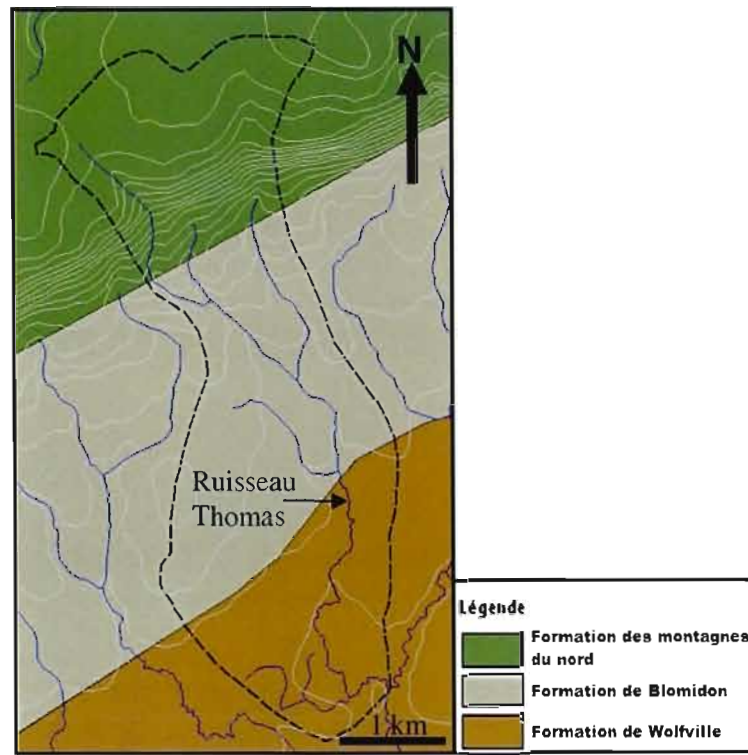 N
Ruisseau
Thomas
1 km
Légende
Formation des montagnes
du nord
Formation de Blomidon
Formation de Wolfville